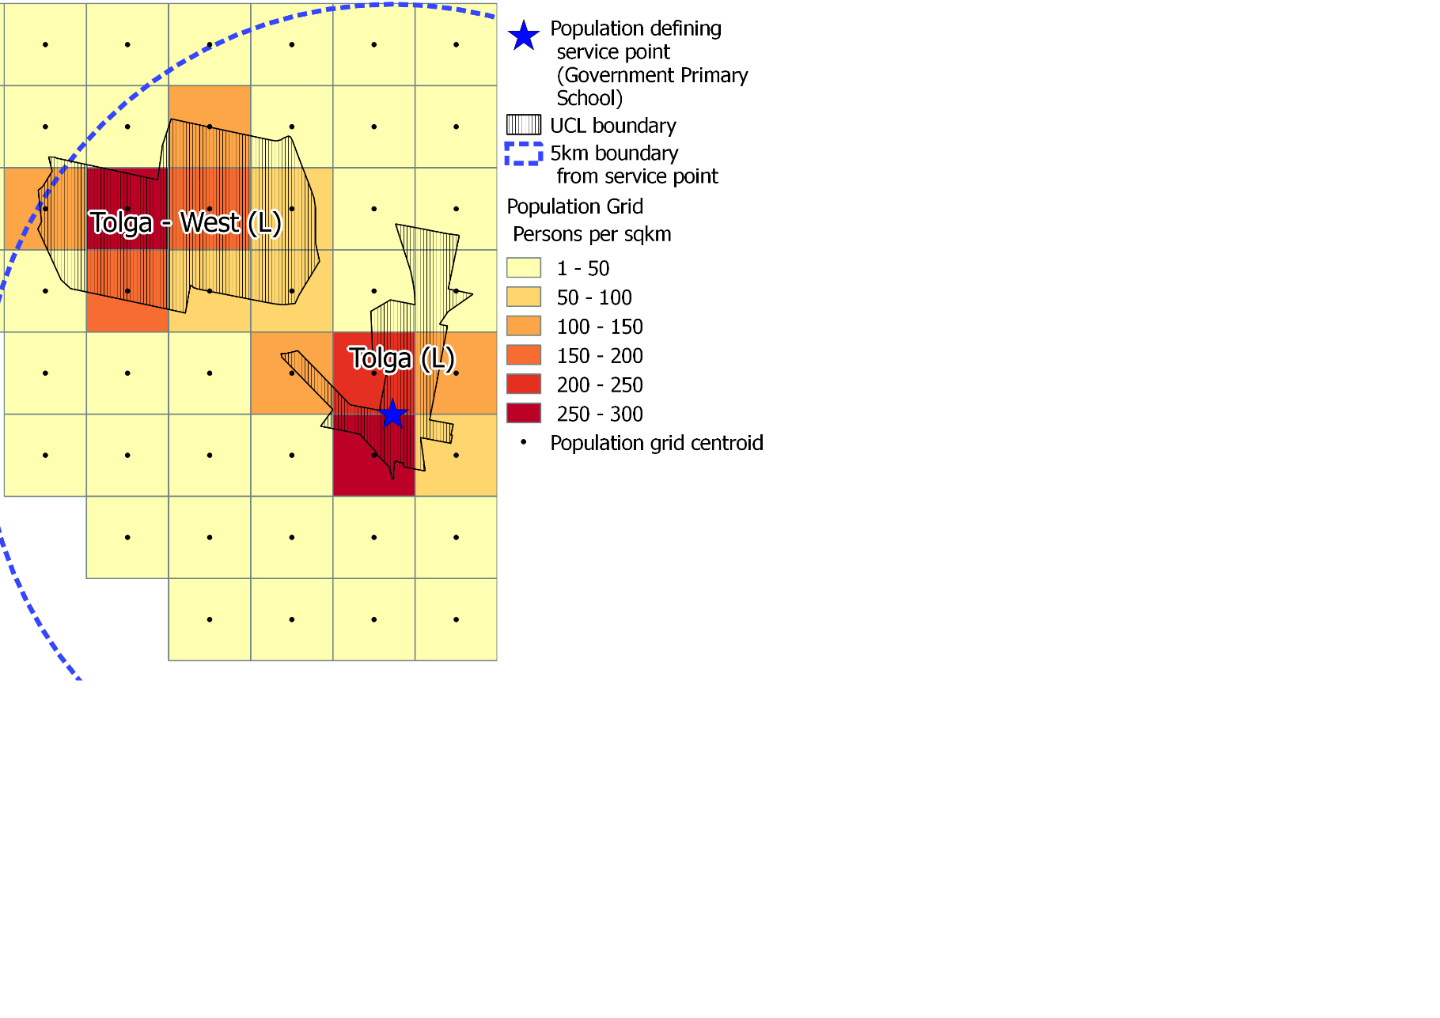 Population defining
service point
(Government Primary
School)
UCL boundary
5km boundary
from service point
Population Grid
Persons per sqkm
1 - 50
50 - 100
100 - 150
150 - 200
200 - 250
250 - 300
Population grid centroid
Tolga - West (L)
Tolga (L)